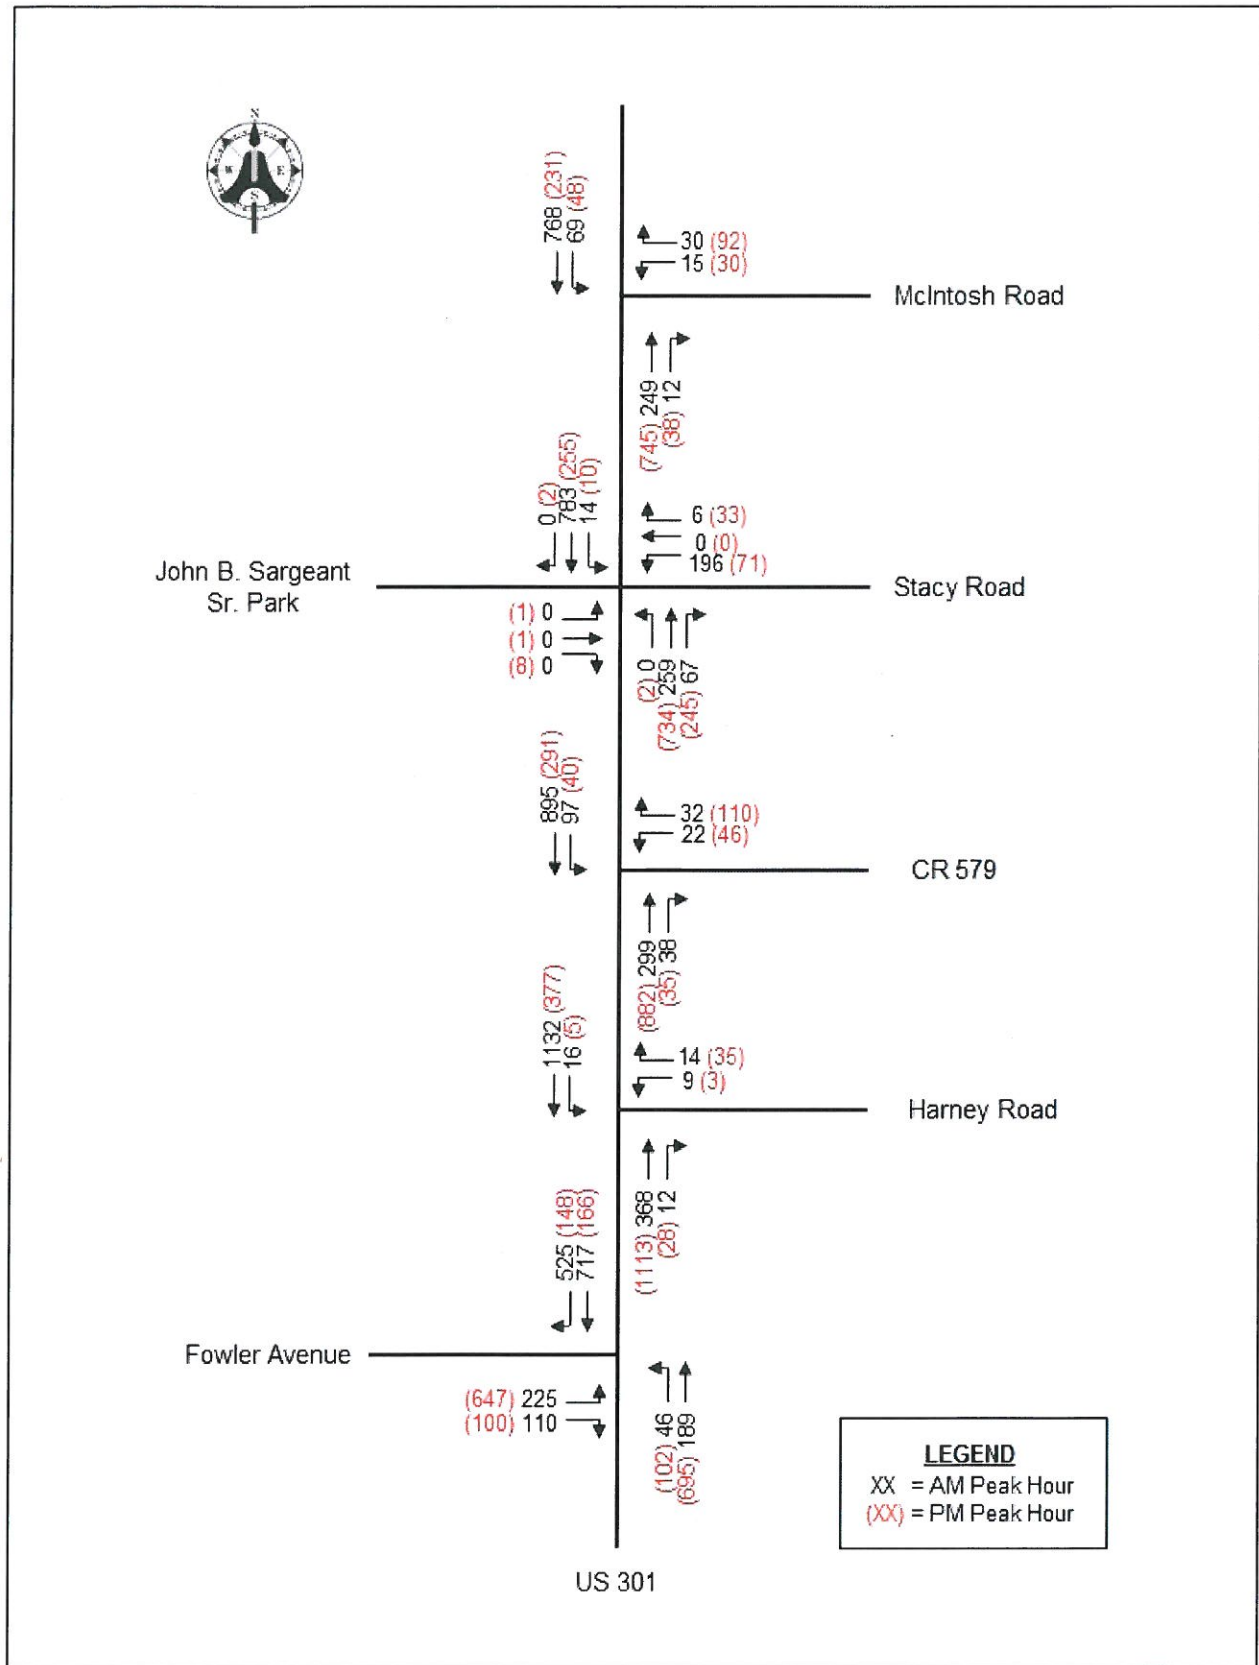 N
W E
S
768 (231)
69 (48)
30 (92)
15 (30)
McIntosh Road
(745) 249
(38) 12
0 (2)
783 (255)
14 (10)
6 (33)
0 (0)
196 (71)
John B. Sargeant
Sr. Park
Stacy Road
(1) 0
(1) 0
(8) 0
(2) 0
(734) 259
(245) 67
895 (291)
97 (40)
32 (110)
22 (46)
CR 579
(882) 299
(35) 38
1132 (377)
16 (5)
14 (35)
9 (3)
Harney Road
(1113) 368
(28) 12
525 (148)
717 (166)
Fowler Avenue
(647) 225
(100) 110
(102) 46
(695) 189
LEGEND
XX = AM Peak Hour
(XX) = PM Peak Hour
US 301